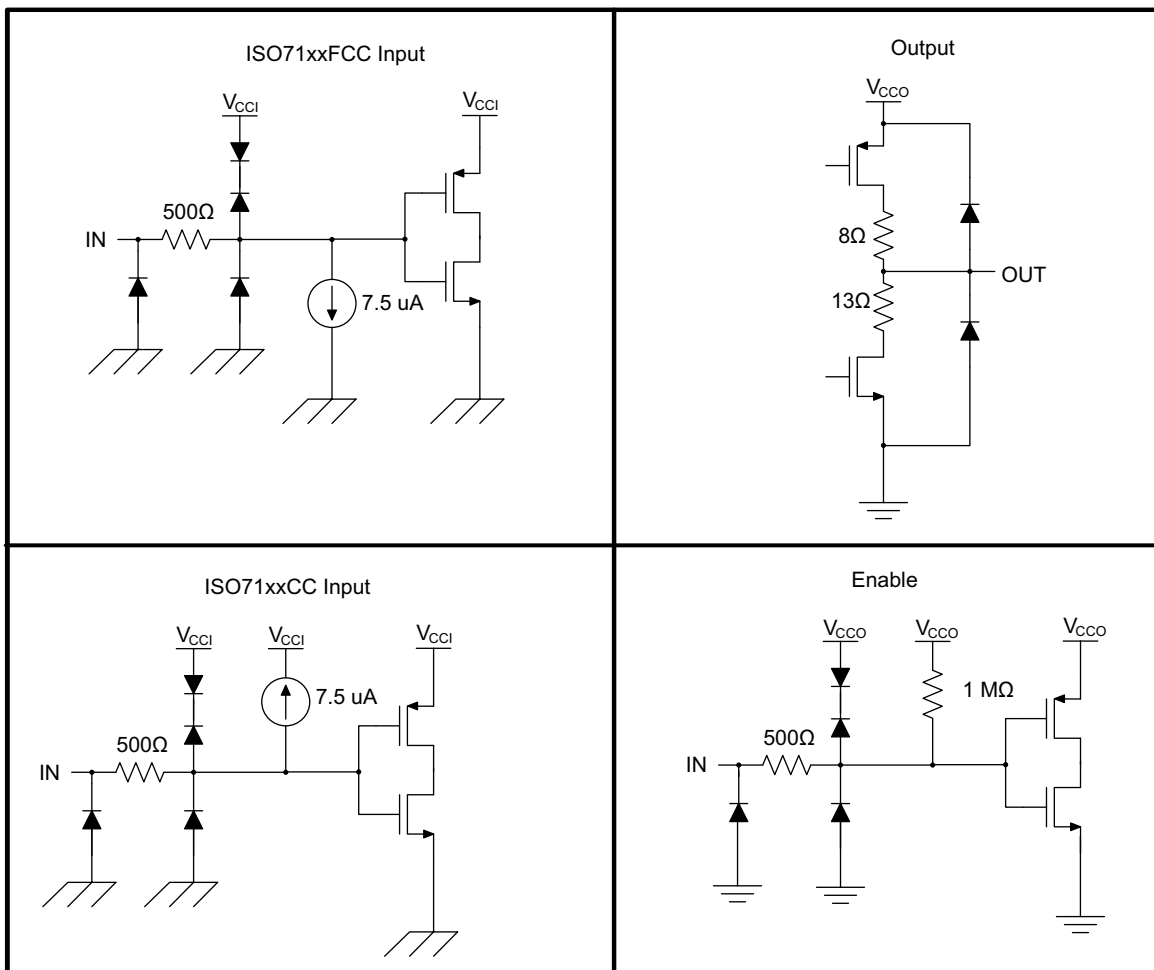 ISO71xxFCC Input
VCCI
VCCI
500Ω
IN
7.5 uA
Output
VCCO
8Ω
OUT
13Ω
ISO71xxCC Input
VCCI
VCCI
VCCI
7.5 uA
500Ω
IN
Enable
VCCO
VCCO
VCCO
1 MΩ
500Ω
IN